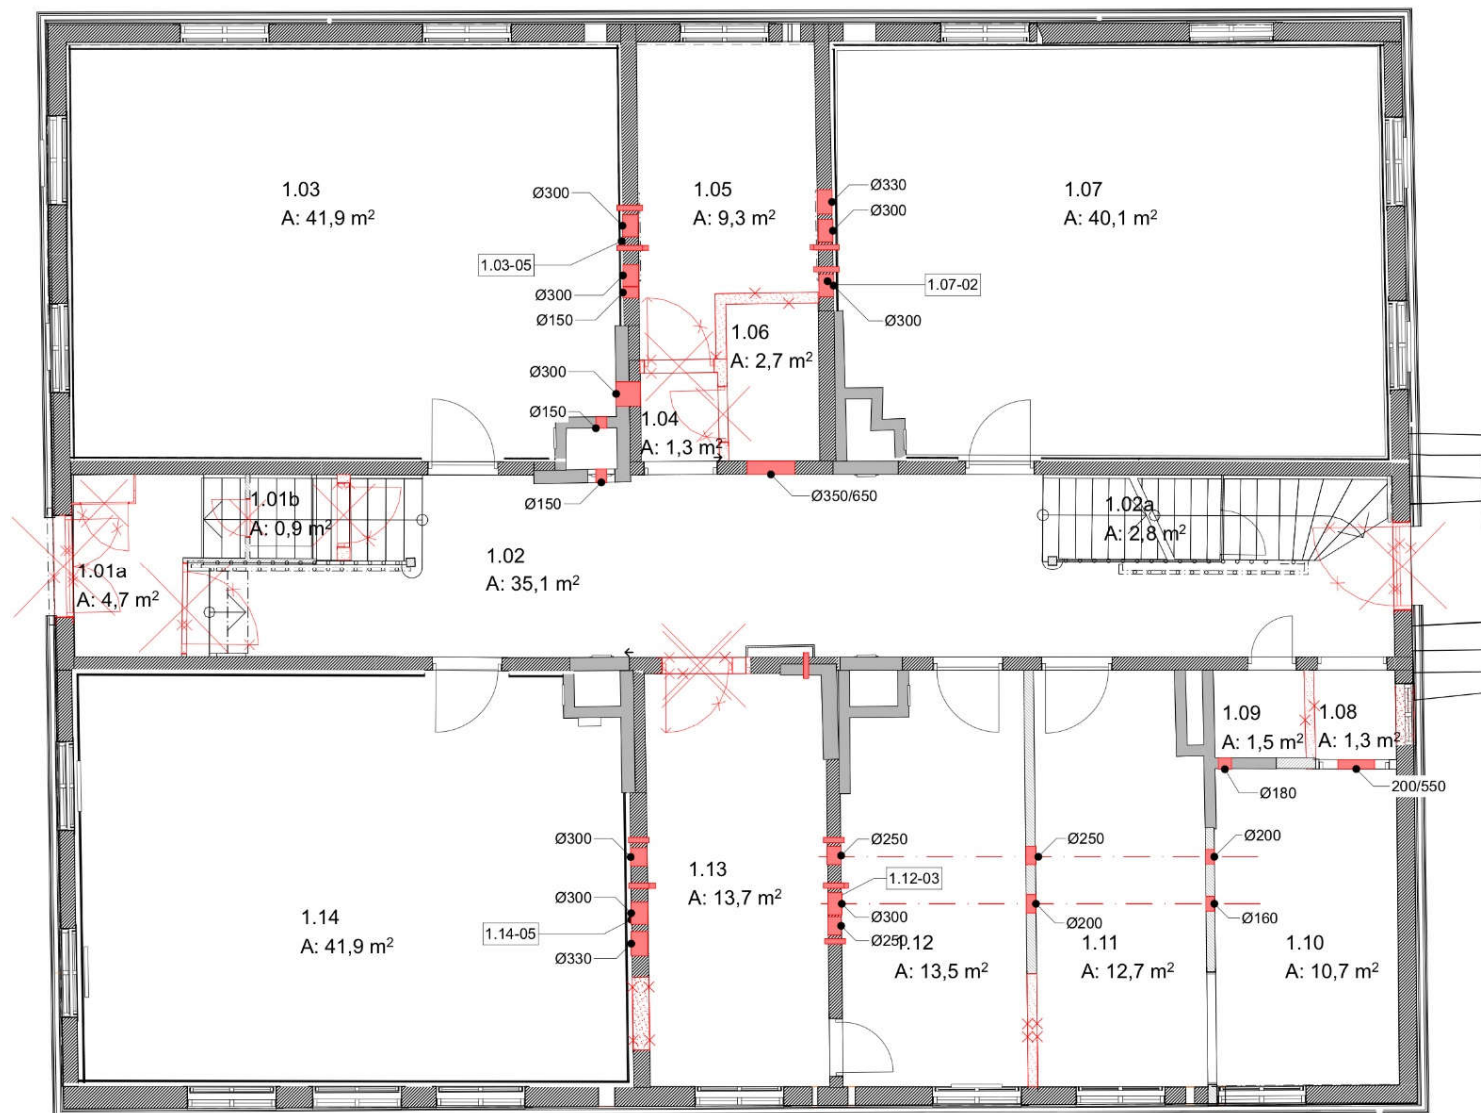 1.03
A: 41,9 m²
Ø300
1.03-05
Ø300
Ø150
Ø300
Ø150
Ø150
1.05
A: 9,3 m²
Ø330
Ø300
1.07-02
Ø300
1.07
A: 40,1 m²
1.06
A: 2,7 m²
1.04
A: 1,3 m²
Ø350/650
1.01b
A: 0,9 m²
1.01a
A: 4,7 m²
1.02
A: 35,1 m²
1.02a
A: 2,8 m²
1.09
A: 1,5 m²
1.08
A: 1,3 m²
Ø180
200/550
Ø300
Ø300
1.14-05
Ø330
1.14
A: 41,9 m²
1.13
A: 13,7 m²
Ø250
1.12-03
Ø300
Ø250
1.12
A: 13,5 m²
Ø250
Ø200
1.11
A: 12,7 m²
Ø200
Ø160
1.10
A: 10,7 m²